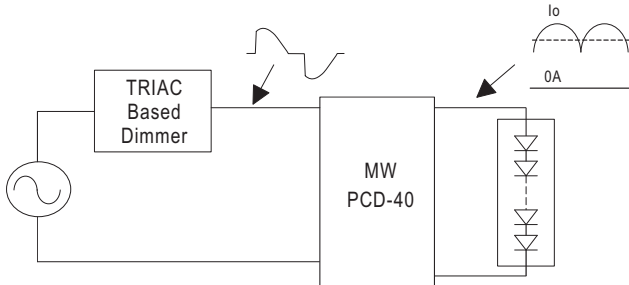 Io
0A
TRIAC
Based
Dimmer
MW
PCD-40